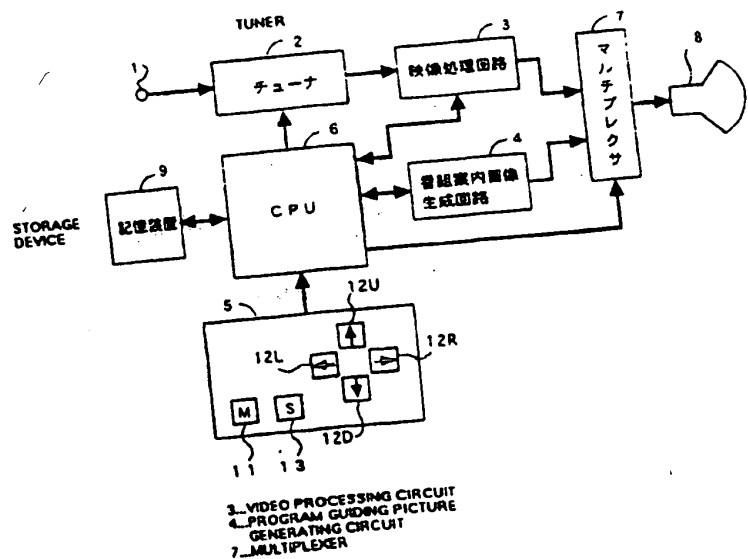 TUNER
1
2
チューナ
3
映像処理回路
7
マルチプレクサ
8
6
CPU
4
番組案内画像
生成回路
9
記憶装置
STORAGE
DEVICE
5
12U
12L
12R
12D
M
S
11
13
3...VIDEO PROCESSING CIRCUIT
4...PROGRAM GUIDING PICTURE
GENERATING CIRCUIT
7...MULTIPLEXER